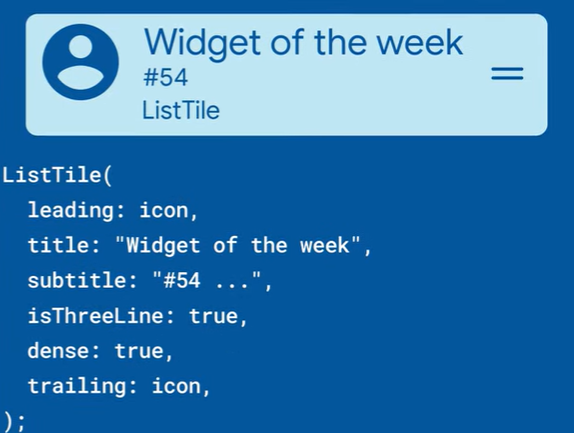 Widget of the week
#54
ListTile
ListTile(
  leading: icon,
  title: "Widget of the week",
  subtitle: "#54 ...",
  isThreeLine: true,
  dense: true,
  trailing: icon,
);